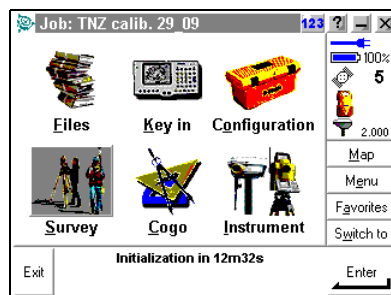 Job: TNZ calib. 29_09
123 ?
100%
5
2.000
Files Key in Configuration
Map
Menu
Survey Cogo Instrument
Favorites
Switch to
Exit Initialization in 12m32s Enter